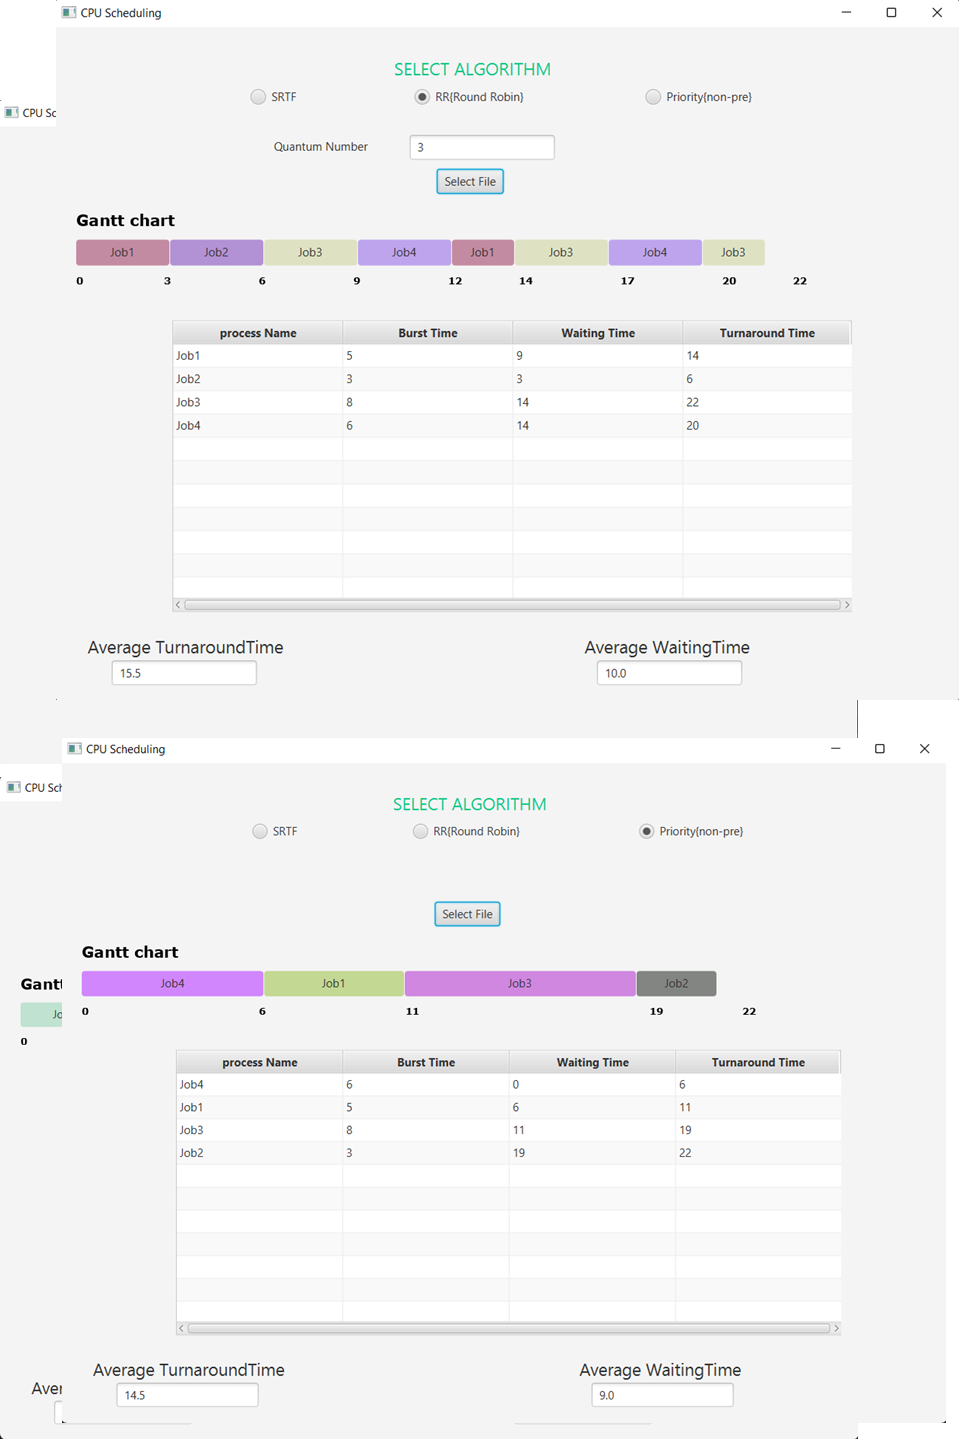 CPU Scheduling
SELECT ALGORITHM
SRTF RR{Round Robin} Priority{non-pre}
CPU Sc
Quantum Number 3
Select File
Gantt chart
Job1 Job2 Job3 Job4 Job1 Job3 Job4 Job3
0 3 6 9 12 14 17 20 22
process Name Burst Time Waiting Time Turnaround Time
Job1 5 9 14
Job2 3 3 6
Job3 8 14 22
Job4 6 14 20
Average TurnaroundTime Average WaitingTime
15.5 10.0
CPU Scheduling
CPU Sch
SELECT ALGORITHM
SRTF RR{Round Robin} Priority{non-pre}
Select File
Gantt chart
Gantt
Job4 Job1 Job3 Job2
Jo
0 6 11 19 22
0
process Name Burst Time Waiting Time Turnaround Time
Job4 6 0 6
Job1 5 6 11
Job3 8 11 19
Job2 3 19 22
Average TurnaroundTime Average WaitingTime
Aver
14.5 9.0